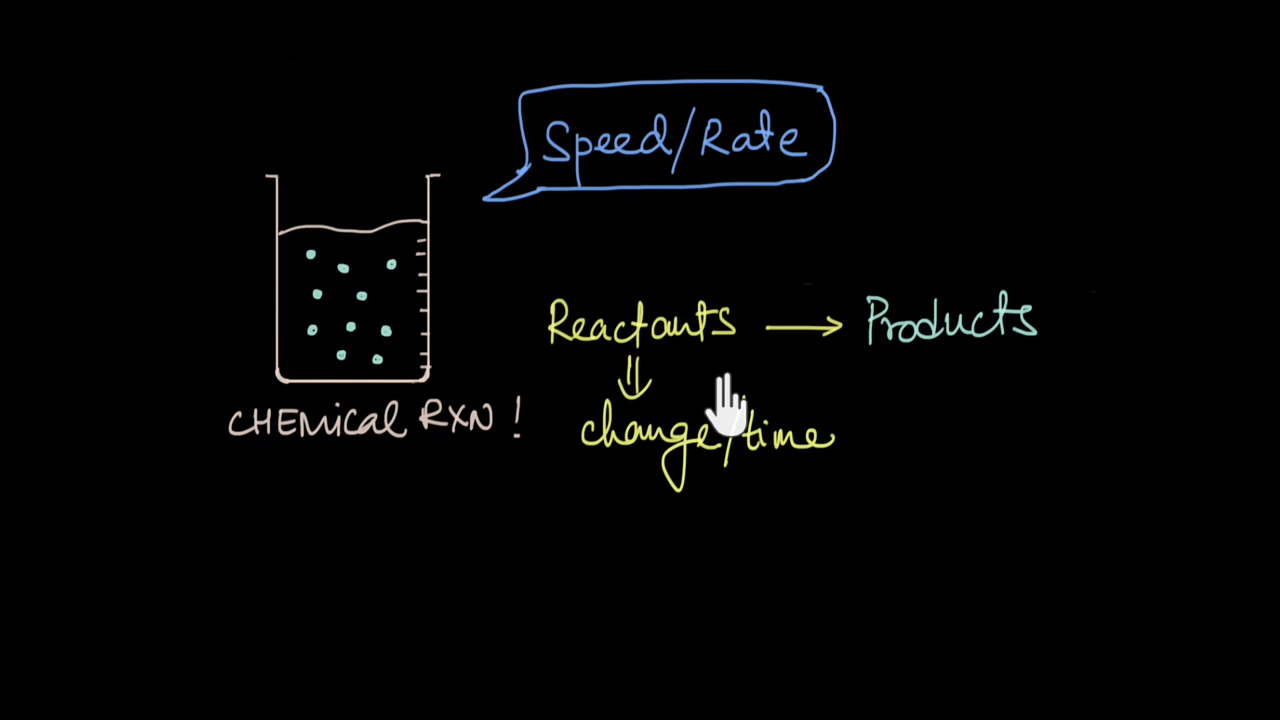 Speed/Rate
Reactants → Products
⇓
change/time
CHEMICAL RXN!